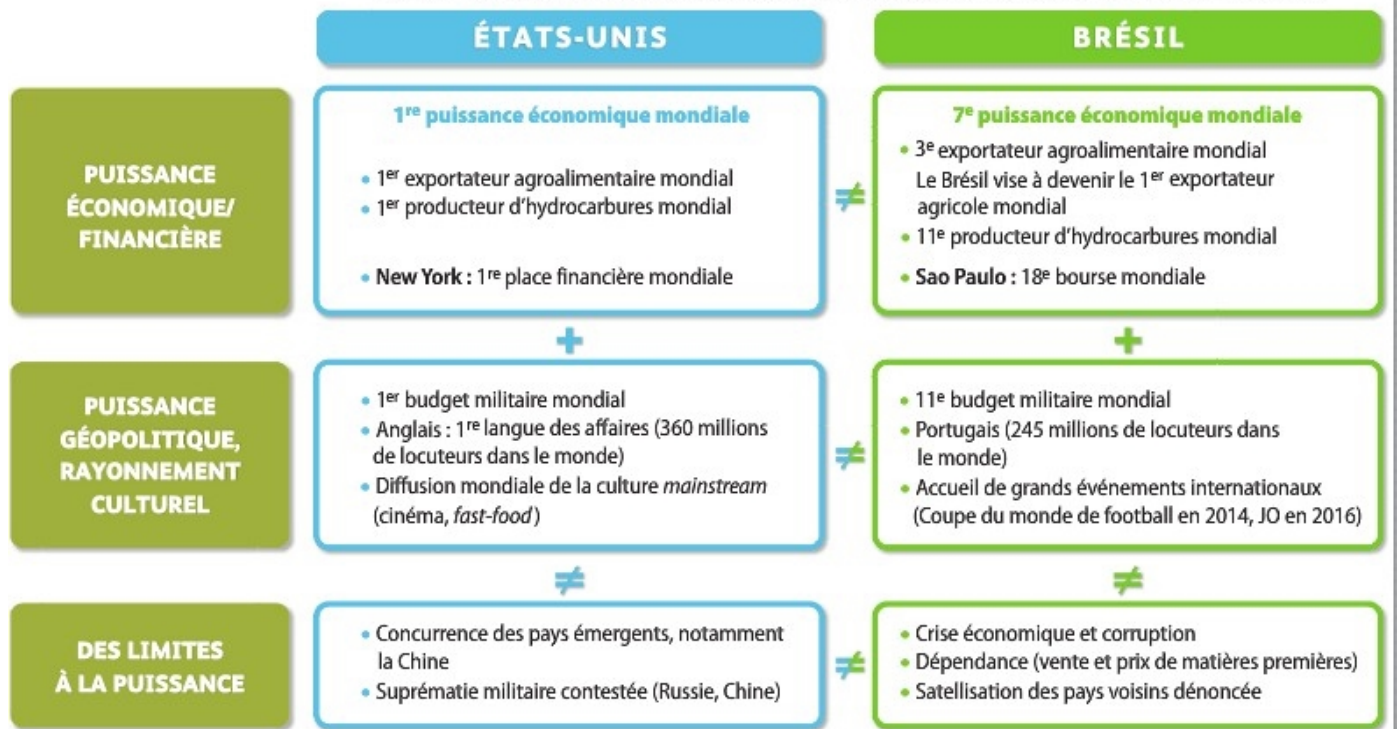 ÉTATS-UNIS
BRÉSIL
PUISSANCE
ÉCONOMIQUE/
FINANCIÈRE
1re puissance économique mondiale
• 1er exportateur agroalimentaire mondial
• 1er producteur d'hydrocarbures mondial
• New York : 1re place financière mondiale
≠
7e puissance économique mondiale
• 3e exportateur agroalimentaire mondial
Le Brésil vise à devenir le 1er exportateur
agricole mondial
• 11e producteur d'hydrocarbures mondial
• Sao Paulo : 18e bourse mondiale
+
+
PUISSANCE
GÉOPOLITIQUE,
RAYONNEMENT
CULTUREL
• 1er budget militaire mondial
• Anglais : 1re langue des affaires (360 millions
de locuteurs dans le monde)
• Diffusion mondiale de la culture mainstream
(cinéma, fast-food)
≠
• 11e budget militaire mondial
• Portugais (245 millions de locuteurs dans
le monde)
• Accueil de grands événements internationaux
(Coupe du monde de football en 2014, JO en 2016)
≠
≠
DES LIMITES
À LA PUISSANCE
• Concurrence des pays émergents, notamment
la Chine
• Suprématie militaire contestée (Russie, Chine)
≠
• Crise économique et corruption
• Dépendance (vente et prix de matières premières)
• Satellisation des pays voisins dénoncée